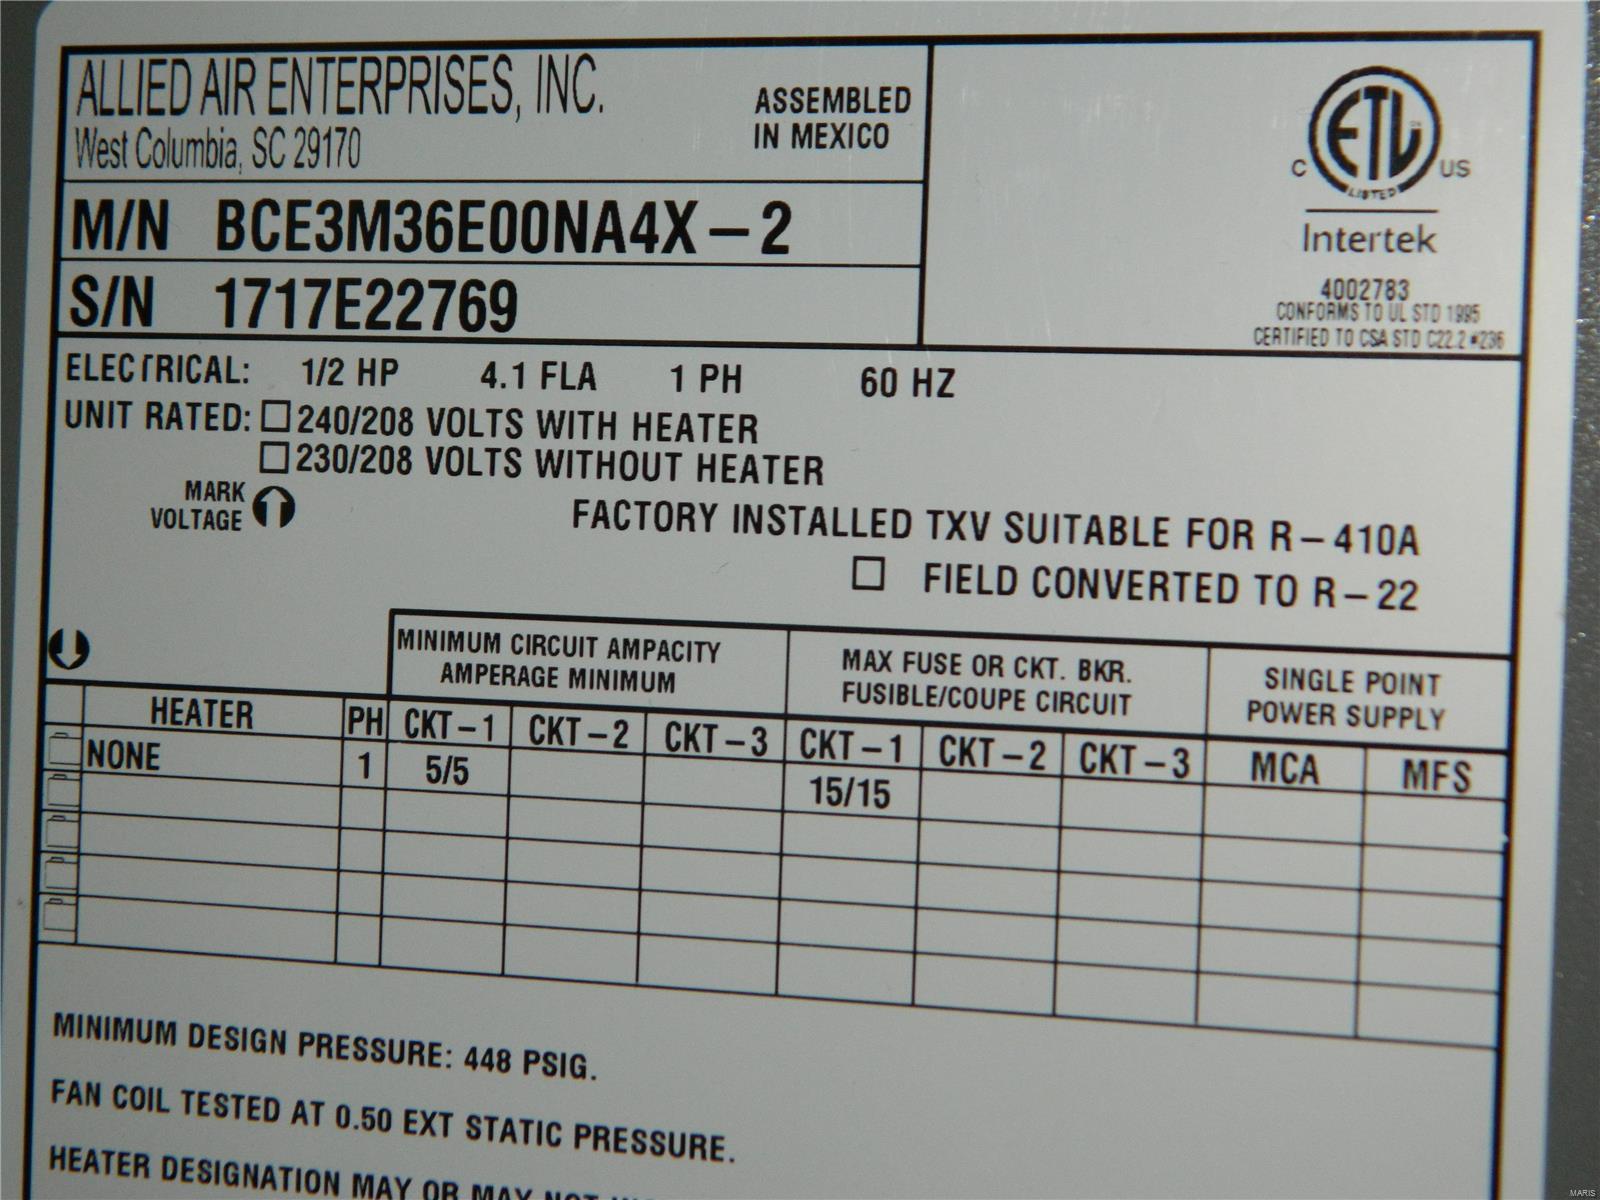 ALLIED AIR ENTERPRISES, INC.
West Columbia, SC 29170
ASSEMBLED
IN MEXICO
M/N BCE3M36E00NA4X-2
S/N 1717E22769
ETL
LISTED
C US
Intertek
4002783
CONFORMS TO UL STD 1995
CERTIFIED TO CSA STD C22.2 #236
ELECTRICAL: 1/2 HP 4.1 FLA 1 PH 60 HZ
UNIT RATED: 240/208 VOLTS WITH HEATER
230/208 VOLTS WITHOUT HEATER
MARK
VOLTAGE
FACTORY INSTALLED TXV SUITABLE FOR R-410A
FIELD CONVERTED TO R-22
MINIMUM CIRCUIT AMPACITY
AMPERAGE MINIMUM
MAX FUSE OR CKT. BKR.
FUSIBLE/COUPE CIRCUIT
SINGLE POINT
POWER SUPPLY
HEATER PH CKT-1 CKT-2 CKT-3 CKT-1 CKT-2 CKT-3 MCA MFS
NONE 1 5/5 15/15
MINIMUM DESIGN PRESSURE: 448 PSIG.
FAN COIL TESTED AT 0.50 EXT STATIC PRESSURE.
HEATER DESIGNATION MAY OR MAY NOT
MARIS